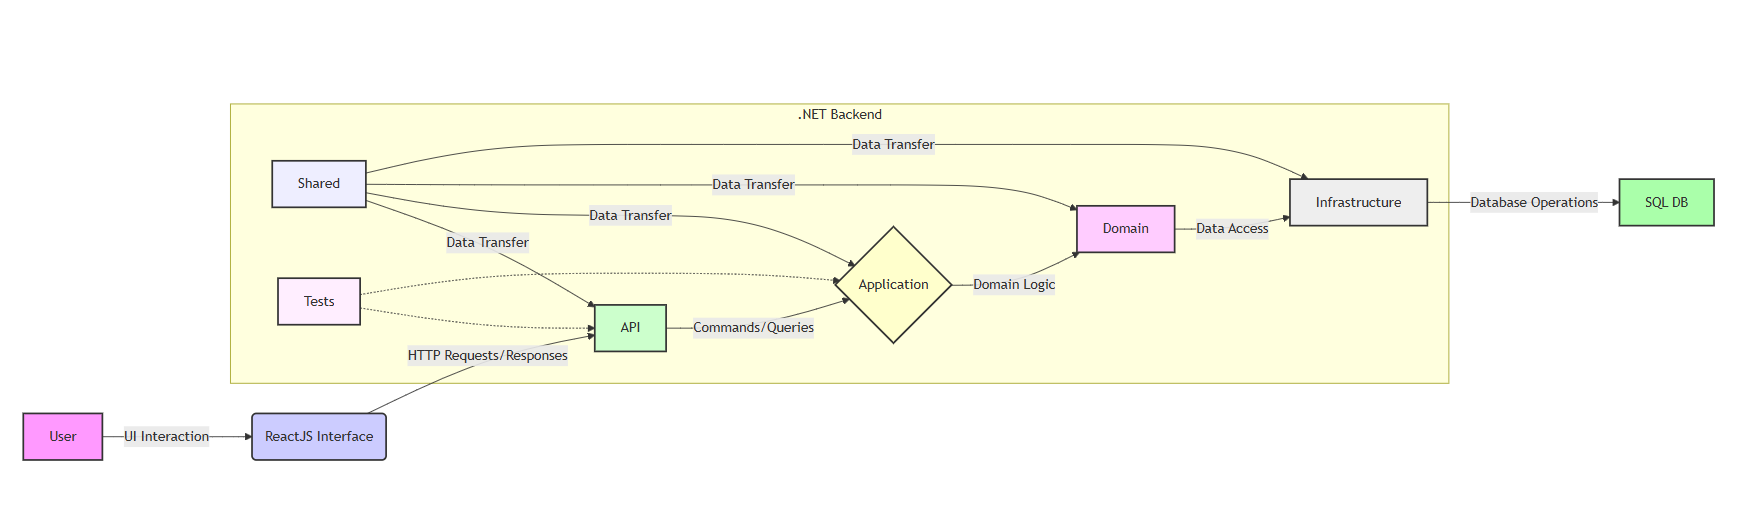 .NET Backend
Data Transfer
Shared
Data Transfer
Infrastructure
Database Operations
SQL DB
Data Transfer
Domain
Data Access
Data Transfer
Tests
Application
Domain Logic
API
Commands/Queries
HTTP Requests/Responses
User
UI Interaction
ReactJS Interface